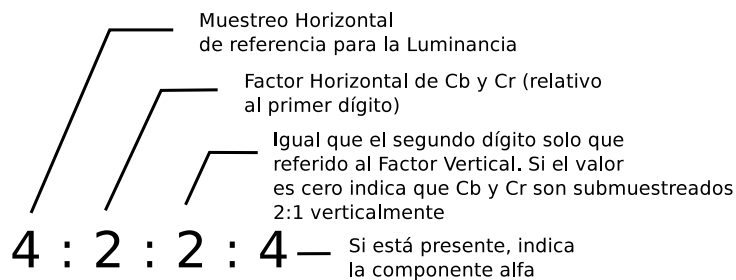 Muestreo Horizontal
de referencia para la Luminancia
Factor Horizontal de Cb y Cr (relativo
al primer dígito)
Igual que el segundo dígito solo que
referido al Factor Vertical. Si el valor
es cero indica que Cb y Cr son submuestreados
2:1 verticalmente
4 : 2 : 2 : 4
Si está presente, indica
la componente alfa